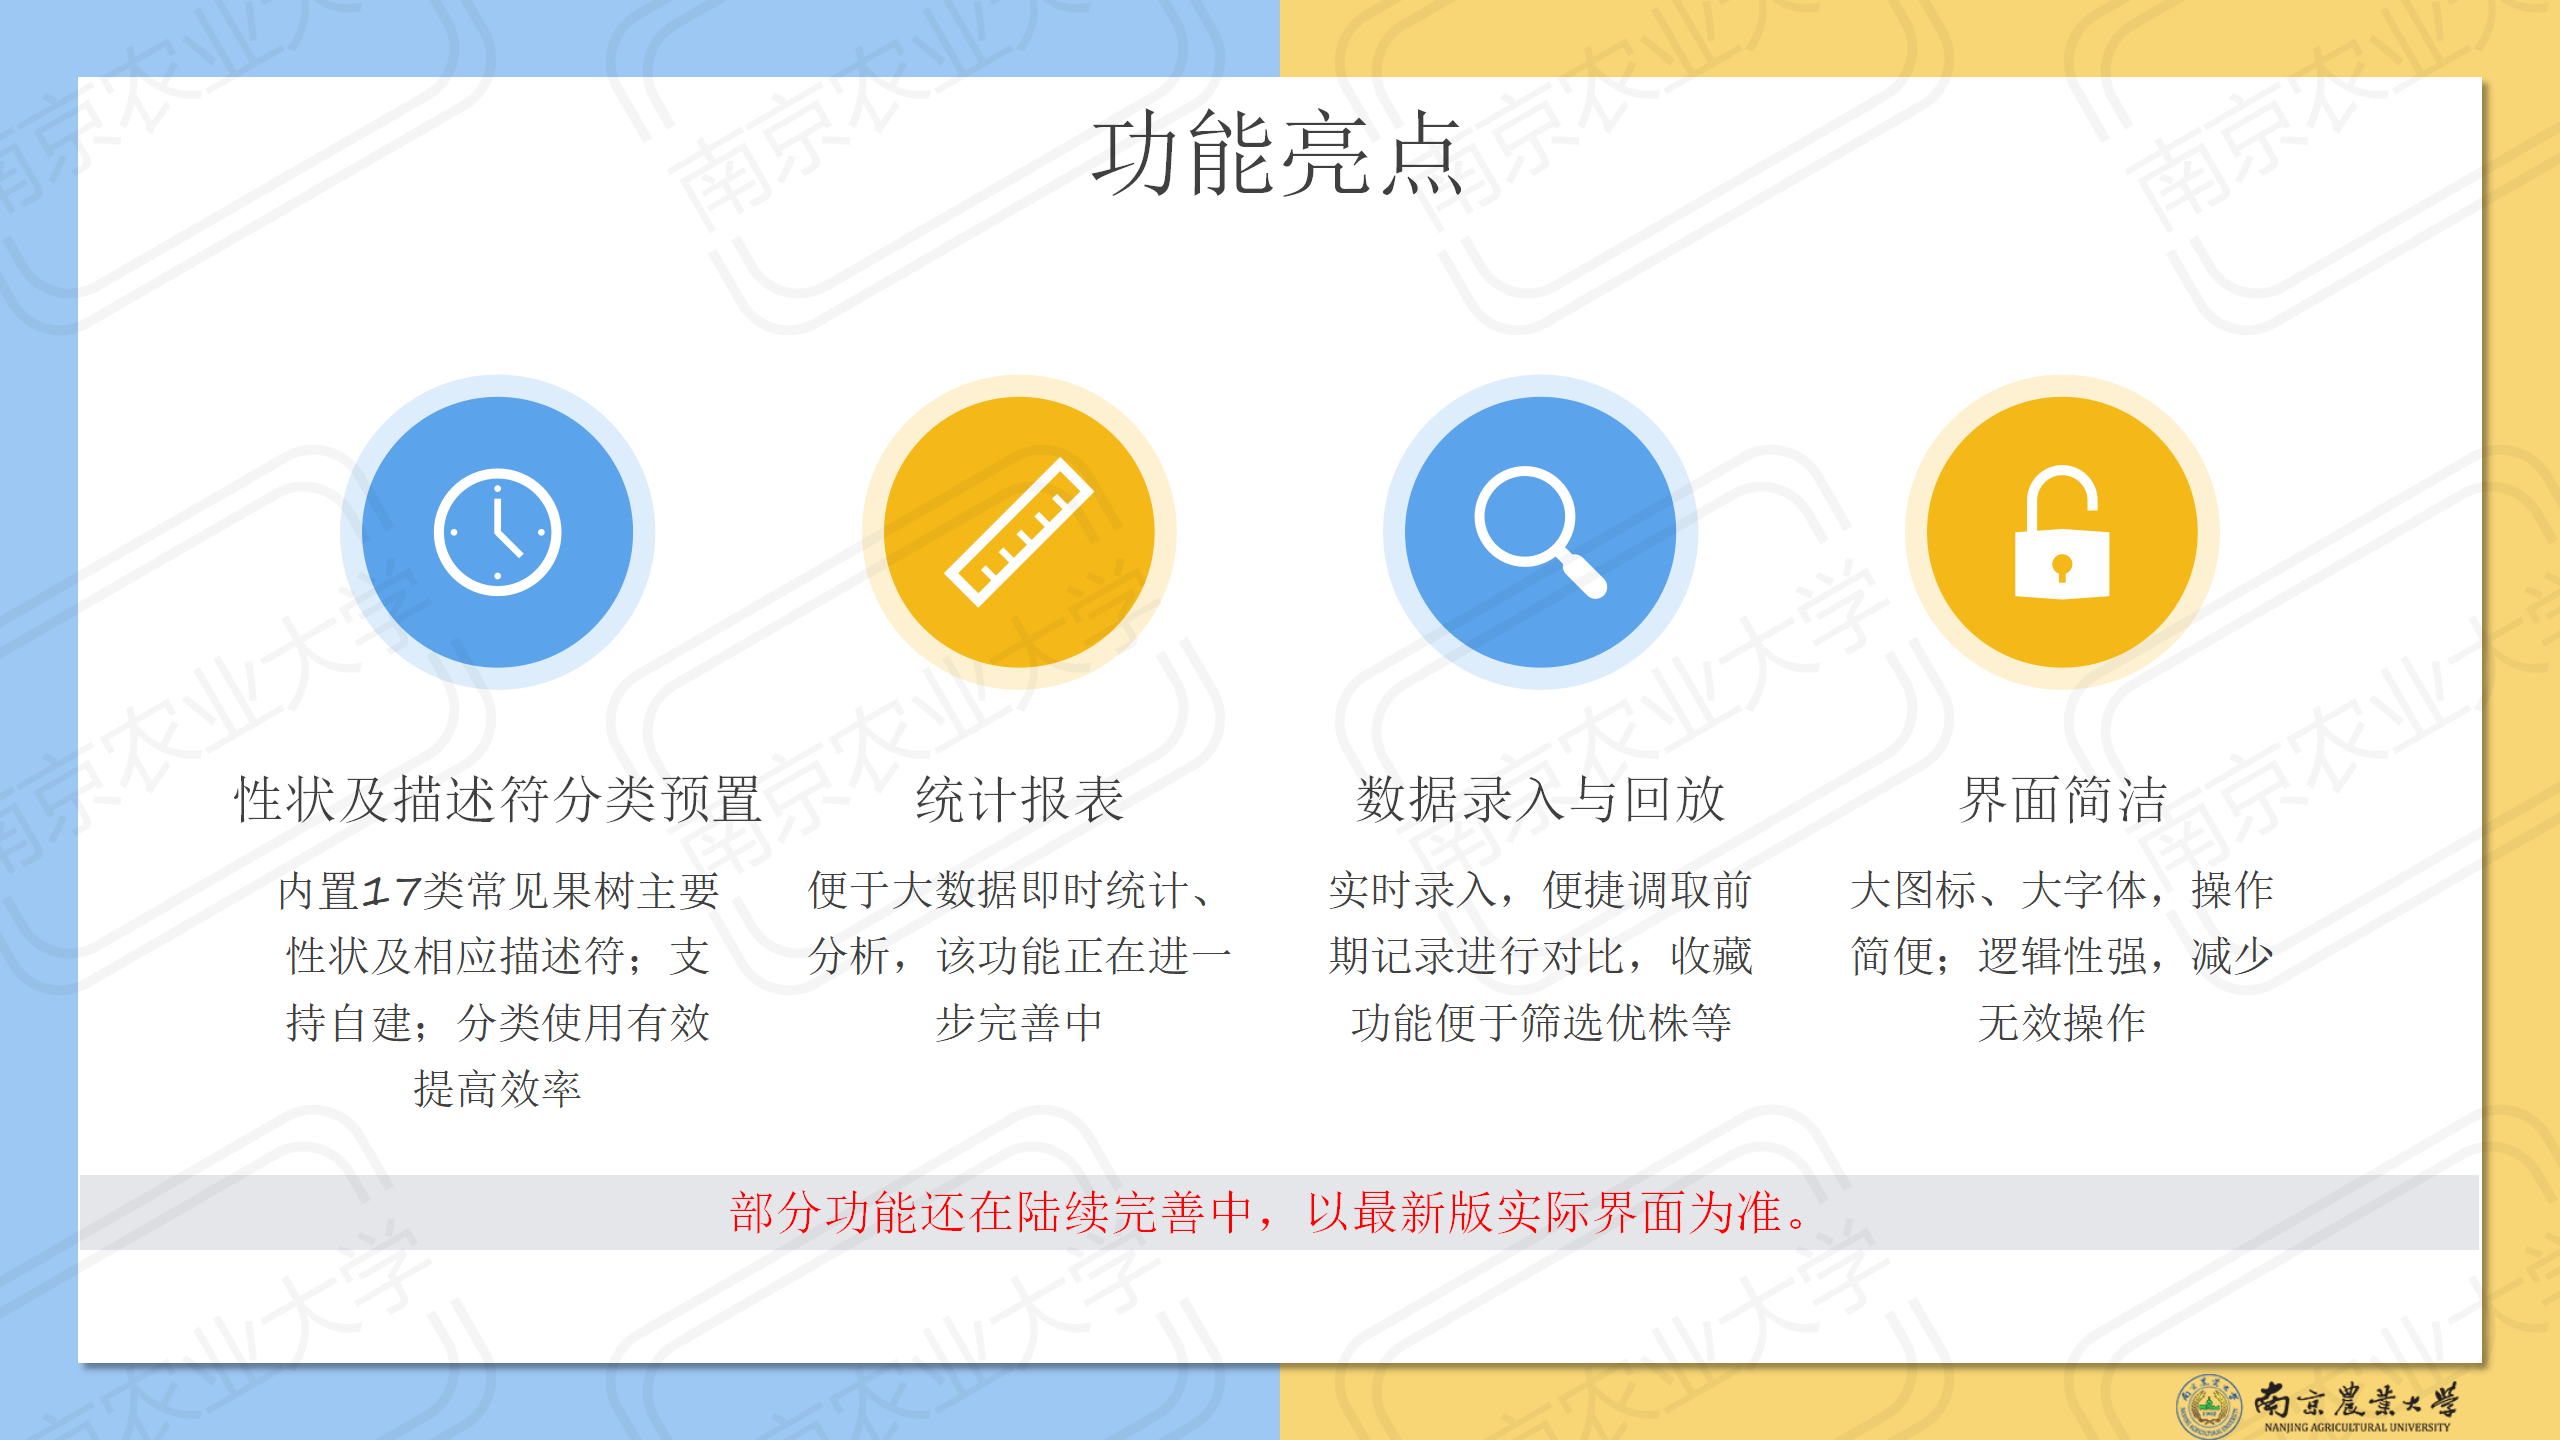 功能亮点
性状及描述符分类预置
内置17类常见果树主要
性状及相应描述符；支
持自建；分类使用有效
提高效率
统计报表
便于大数据即时统计、
分析，该功能正在进一
步完善中
数据录入与回放
实时录入，便捷调取前
期记录进行对比，收藏
功能便于筛选优株等
界面简洁
大图标、大字体，操作
简便；逻辑性强，减少
无效操作
部分功能还在陆续完善中，以最新版实际界面为准。
南京農業大學
NANJING AGRICULTURAL UNIVERSITY
南京农业大学